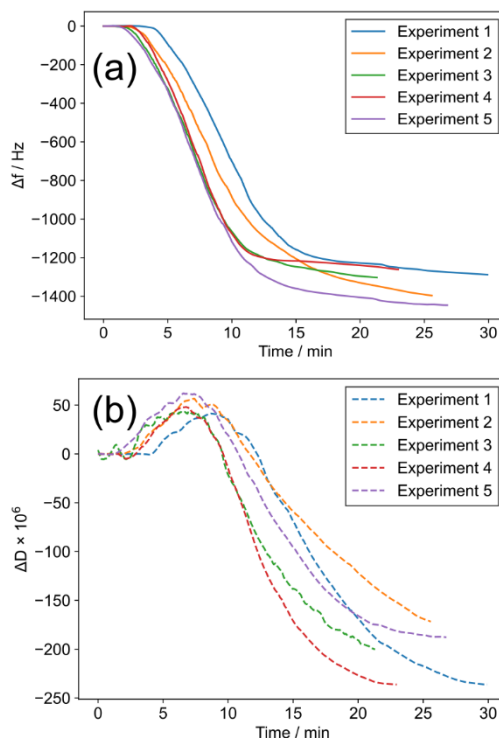 (a)
Experiment 1
Experiment 2
Experiment 3
Experiment 4
Experiment 5
0
−200
−400
−600
−800
−1000
−1200
−1400
Δf / Hz
0 5 10 15 20 25 30
Time / min
(b)
Experiment 1
Experiment 2
Experiment 3
Experiment 4
Experiment 5
50
0
−50
−100
−150
−200
−250
ΔD × 10⁶
0 5 10 15 20 25 30
Time / min